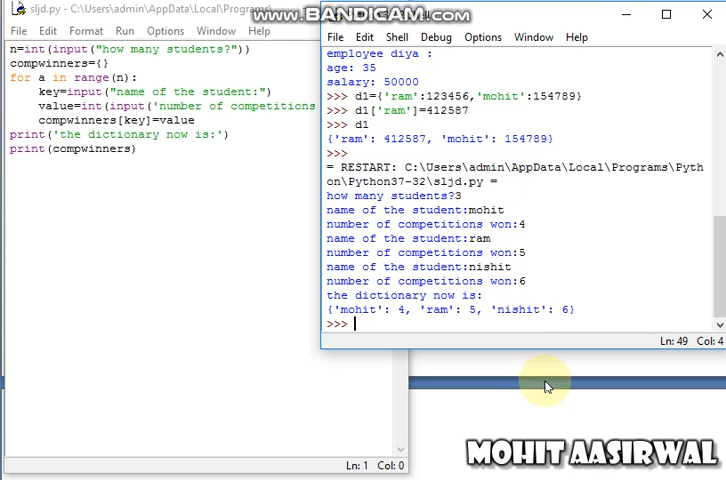 sljd.py - C:\Users\admin\AppData\Local\Programs\
File Edit Format Run Options Window Help
n=int(input("how many students?"))
compwinners={}
for a in range(n):
    key=input("name of the student:")
    value=int(input('number of competitions
    compwinners[key]=value
print('the dictionary now is:')
print(compwinners)
Ln: 1 Col: 0
www.BANDICAM.com
File Edit Shell Debug Options Window Help
employee diya :
age: 35
salary: 50000
>>> d1={'ram':123456,'mohit':154789}
>>> d1['ram']=412587
>>> d1
{'ram': 412587, 'mohit': 154789}
>>>
= RESTART: C:\Users\admin\AppData\Local\Programs\Pyth
on\Python37-32\sljd.py =
how many students?3
name of the student:mohit
number of competitions won:4
name of the student:ram
number of competitions won:5
name of the student:nishit
number of competitions won:6
the dictionary now is:
{'mohit': 4, 'ram': 5, 'nishit': 6}
>>>
Ln: 49 Col: 4
MOHIT AASIRWAL